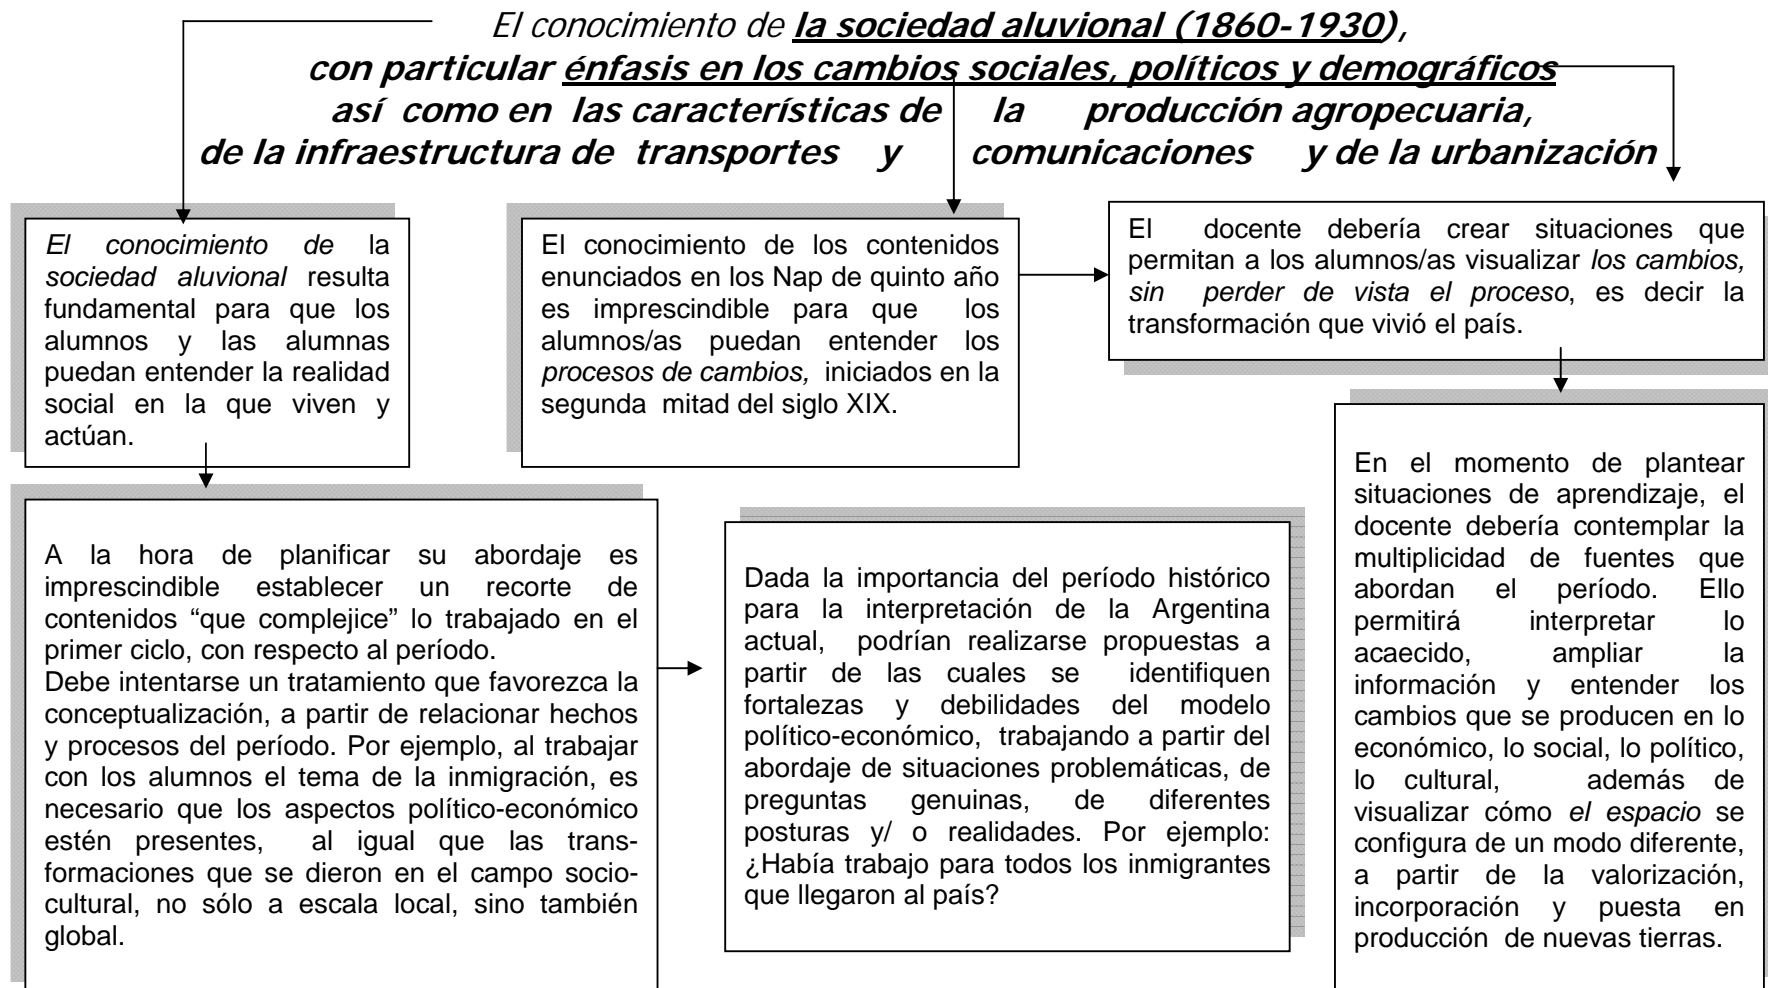 El conocimiento de la sociedad aluvional (1860-1930),
con particular énfasis en los cambios sociales, políticos y demográficos
así como en las características de la producción agropecuaria,
de la infraestructura de transportes y comunicaciones y de la urbanización
El conocimiento de la
sociedad aluvional resulta
fundamental para que los
alumnos y las alumnas
puedan entender la realidad
social en la que viven y
actúan.
El conocimiento de los contenidos
enunciados en los Nap de quinto año
es imprescindible para que los
alumnos/as puedan entender los
procesos de cambios, iniciados en la
segunda mitad del siglo XIX.
El docente debería crear situaciones que
permitan a los alumnos/as visualizar los cambios,
sin perder de vista el proceso, es decir la
transformación que vivió el país.
A la hora de planificar su abordaje es
imprescindible establecer un recorte de
contenidos “que complejice” lo trabajado en el
primer ciclo, con respecto al período.
Debe intentarse un tratamiento que favorezca la
conceptualización, a partir de relacionar hechos
y procesos del período. Por ejemplo, al trabajar
con los alumnos el tema de la inmigración, es
necesario que los aspectos político-económico
estén presentes, al igual que las trans-
formaciones que se dieron en el campo socio-
cultural, no sólo a escala local, sino también
global.
Dada la importancia del período histórico
para la interpretación de la Argentina
actual, podrían realizarse propuestas a
partir de las cuales se identifiquen
fortalezas y debilidades del modelo
político-económico, trabajando a partir del
abordaje de situaciones problemáticas, de
preguntas genuinas, de diferentes
posturas y/ o realidades. Por ejemplo:
¿Había trabajo para todos los inmigrantes
que llegaron al país?
En el momento de plantear
situaciones de aprendizaje, el
docente debería contemplar la
multiplicidad de fuentes que
abordan el período. Ello
permitirá interpretar lo
acaecido, ampliar la
información y entender los
cambios que se producen en lo
económico, lo social, lo político,
lo cultural, además de
visualizar cómo el espacio se
configura de un modo diferente,
a partir de la valorización,
incorporación y puesta en
producción de nuevas tierras.